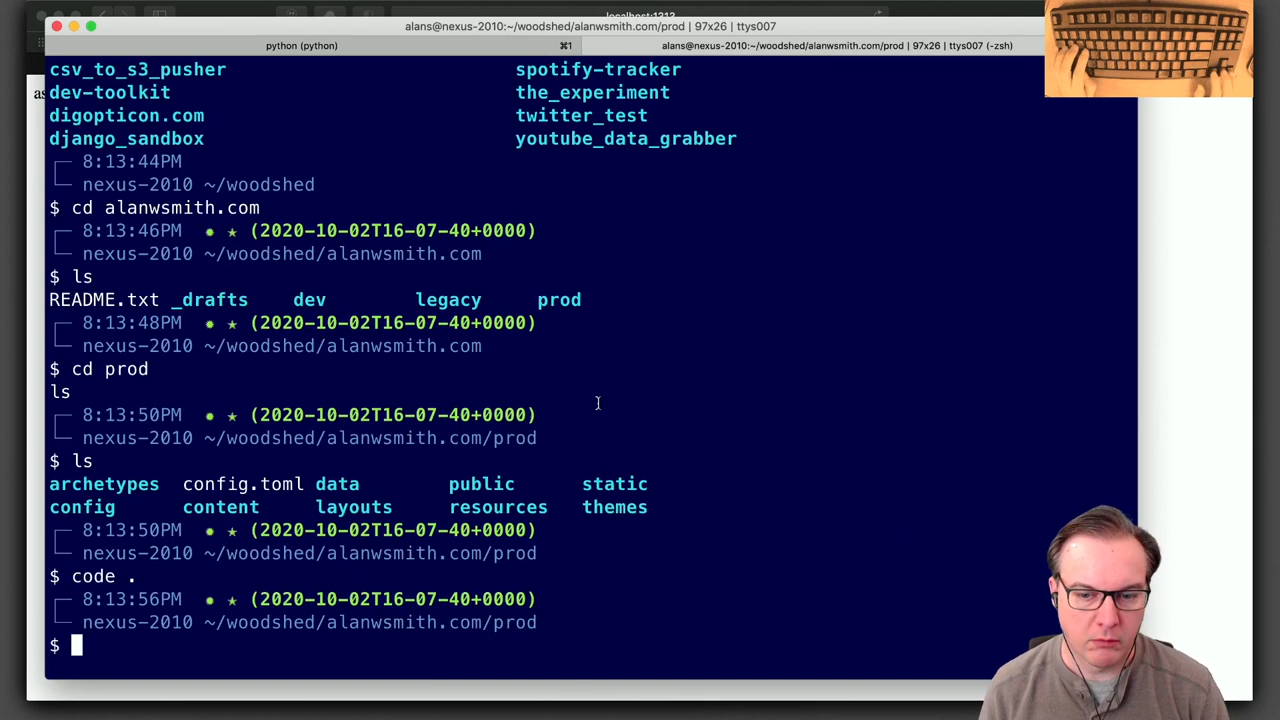 localhost:1313
alans@nexus-2010:~/woodshed/alanwsmith.com/prod | 97x26 | ttys007
python (python) ⌘1 alans@nexus-2010:~/woodshed/alanwsmith.com/prod | 97x26 | ttys007 (-zsh)
as
csv_to_s3_pusher spotify-tracker
dev-toolkit the_experiment
digopticon.com twitter_test
django_sandbox youtube_data_grabber
8:13:44PM
nexus-2010 ~/woodshed
$ cd alanwsmith.com
8:13:46PM ✹ ★ (2020-10-02T16-07-40+0000)
nexus-2010 ~/woodshed/alanwsmith.com
$ ls
README.txt _drafts dev legacy prod
8:13:48PM ✹ ★ (2020-10-02T16-07-40+0000)
nexus-2010 ~/woodshed/alanwsmith.com
$ cd prod
ls
8:13:50PM ✹ ★ (2020-10-02T16-07-40+0000)
nexus-2010 ~/woodshed/alanwsmith.com/prod
$ ls
archetypes config.toml data public static
config content layouts resources themes
8:13:50PM ✹ ★ (2020-10-02T16-07-40+0000)
nexus-2010 ~/woodshed/alanwsmith.com/prod
$ code .
8:13:56PM ✹ ★ (2020-10-02T16-07-40+0000)
nexus-2010 ~/woodshed/alanwsmith.com/prod
$